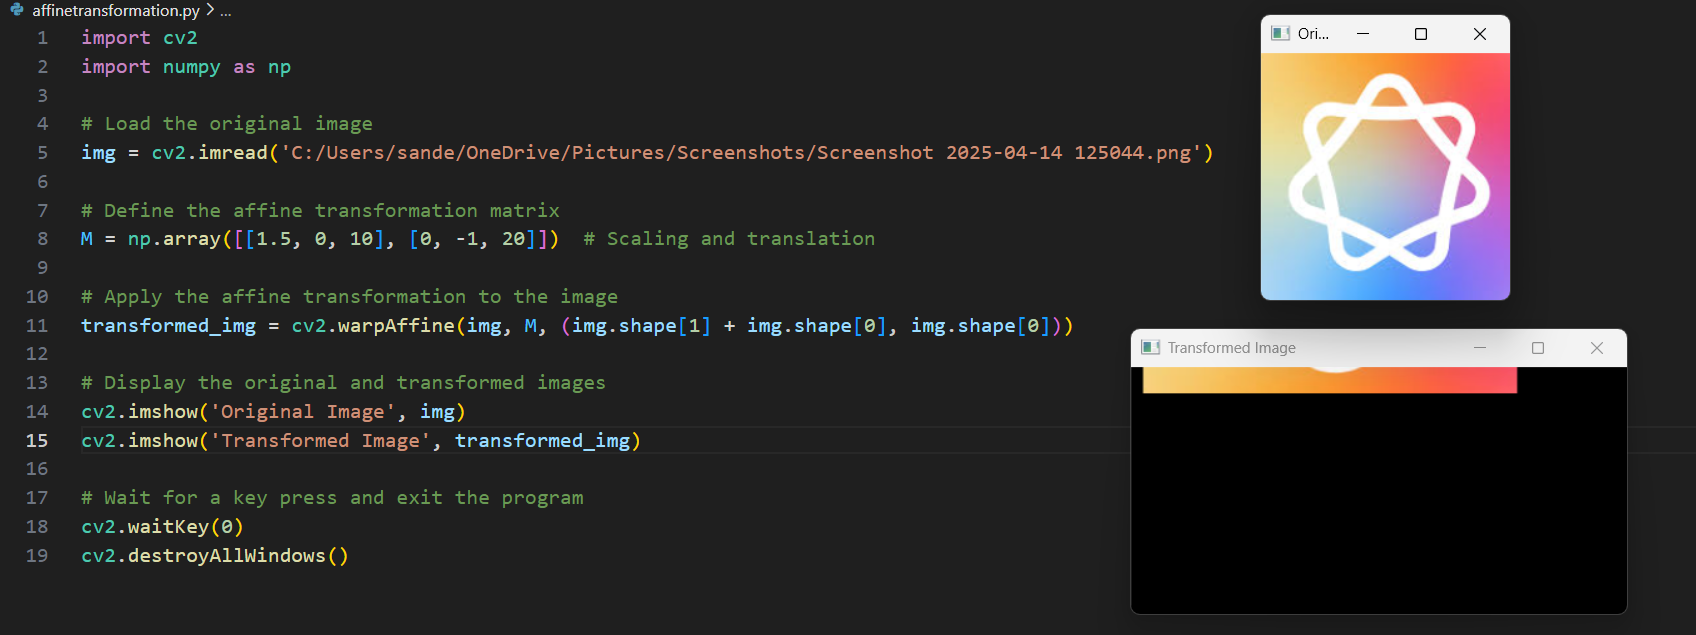 affinetransformation.py > ...
1 import cv2
2 import numpy as np
3
4 # Load the original image
5 img = cv2.imread('C:/Users/sande/OneDrive/Pictures/Screenshots/Screenshot 2025-04-14 125044.png')
6
7 # Define the affine transformation matrix
8 M = np.array([[1.5, 0, 10], [0, -1, 20]])  # Scaling and translation
9
10 # Apply the affine transformation to the image
11 transformed_img = cv2.warpAffine(img, M, (img.shape[1] + img.shape[0], img.shape[0]))
12
13 # Display the original and transformed images
14 cv2.imshow('Original Image', img)
15 cv2.imshow('Transformed Image', transformed_img)
16
17 # Wait for a key press and exit the program
18 cv2.waitKey(0)
19 cv2.destroyAllWindows()
Ori...
Transformed Image